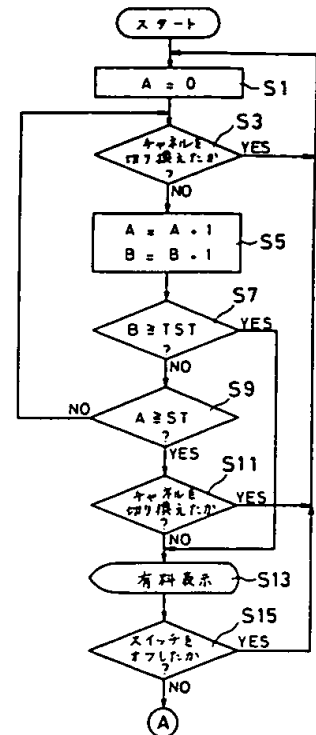 スタート
A = 0
S1
S3
チャネルを
切り換えたか
?
YES
NO
A = A + 1
B = B + 1
S5
S7
B ≧ TST
?
YES
NO
S9
NO
A ≧ ST
?
YES
S11
チャネルを
切り換えたか
?
YES
NO
有料表示
S13
S15
スイッチを
オフしたか
?
YES
NO
A